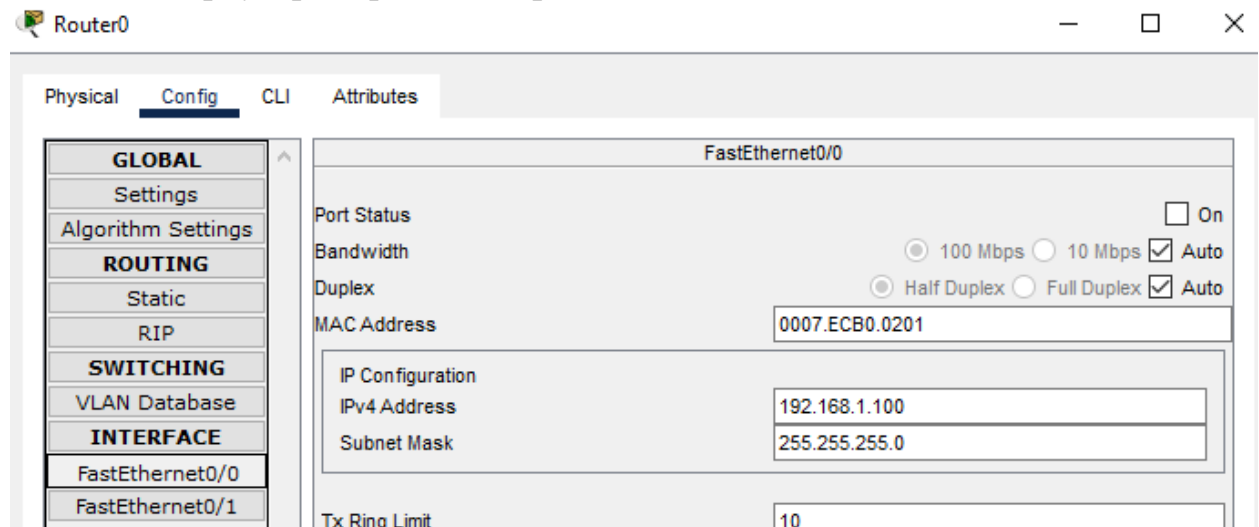 Router0
Physical Config CLI Attributes
GLOBAL
Settings
Algorithm Settings
ROUTING
Static
RIP
SWITCHING
VLAN Database
INTERFACE
FastEthernet0/0
FastEthernet0/1
FastEthernet0/0
Port Status On
Bandwidth 100 Mbps 10 Mbps Auto
Duplex Half Duplex Full Duplex Auto
MAC Address 0007.ECB0.0201
IP Configuration
IPv4 Address 192.168.1.100
Subnet Mask 255.255.255.0
Tx Ring Limit 10